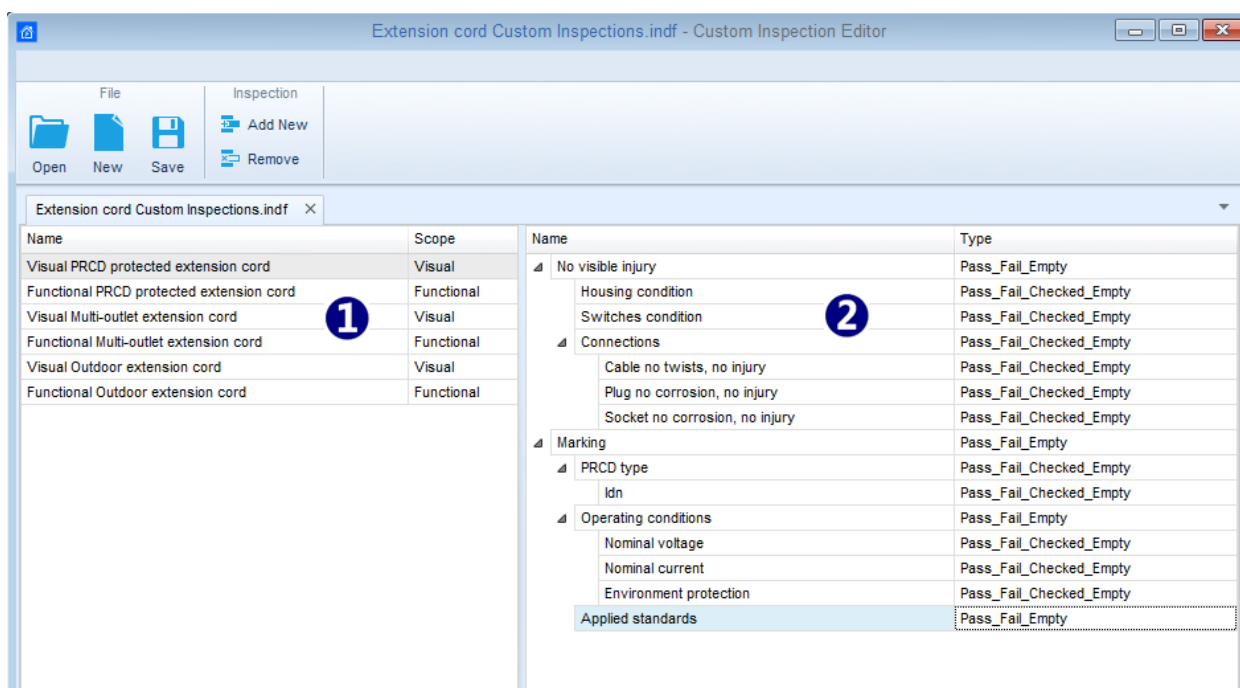 Extension cord Custom Inspections.indf - Custom Inspection Editor
File
Inspection
Open
New
Save
Add New
Remove
Extension cord Custom Inspections.indf
Name Scope
Visual PRCD protected extension cord Visual
Functional PRCD protected extension cord Functional
Visual Multi-outlet extension cord Visual
Functional Multi-outlet extension cord Functional
Visual Outdoor extension cord Visual
Functional Outdoor extension cord Functional
1
Name Type
No visible injury Pass_Fail_Empty
Housing condition Pass_Fail_Checked_Empty
Switches condition Pass_Fail_Checked_Empty
Connections Pass_Fail_Checked_Empty
Cable no twists, no injury Pass_Fail_Checked_Empty
Plug no corrosion, no injury Pass_Fail_Checked_Empty
Socket no corrosion, no injury Pass_Fail_Checked_Empty
Marking Pass_Fail_Empty
PRCD type Pass_Fail_Checked_Empty
Idn Pass_Fail_Checked_Empty
Operating conditions Pass_Fail_Empty
Nominal voltage Pass_Fail_Checked_Empty
Nominal current Pass_Fail_Checked_Empty
Environment protection Pass_Fail_Checked_Empty
Applied standards Pass_Fail_Empty
2